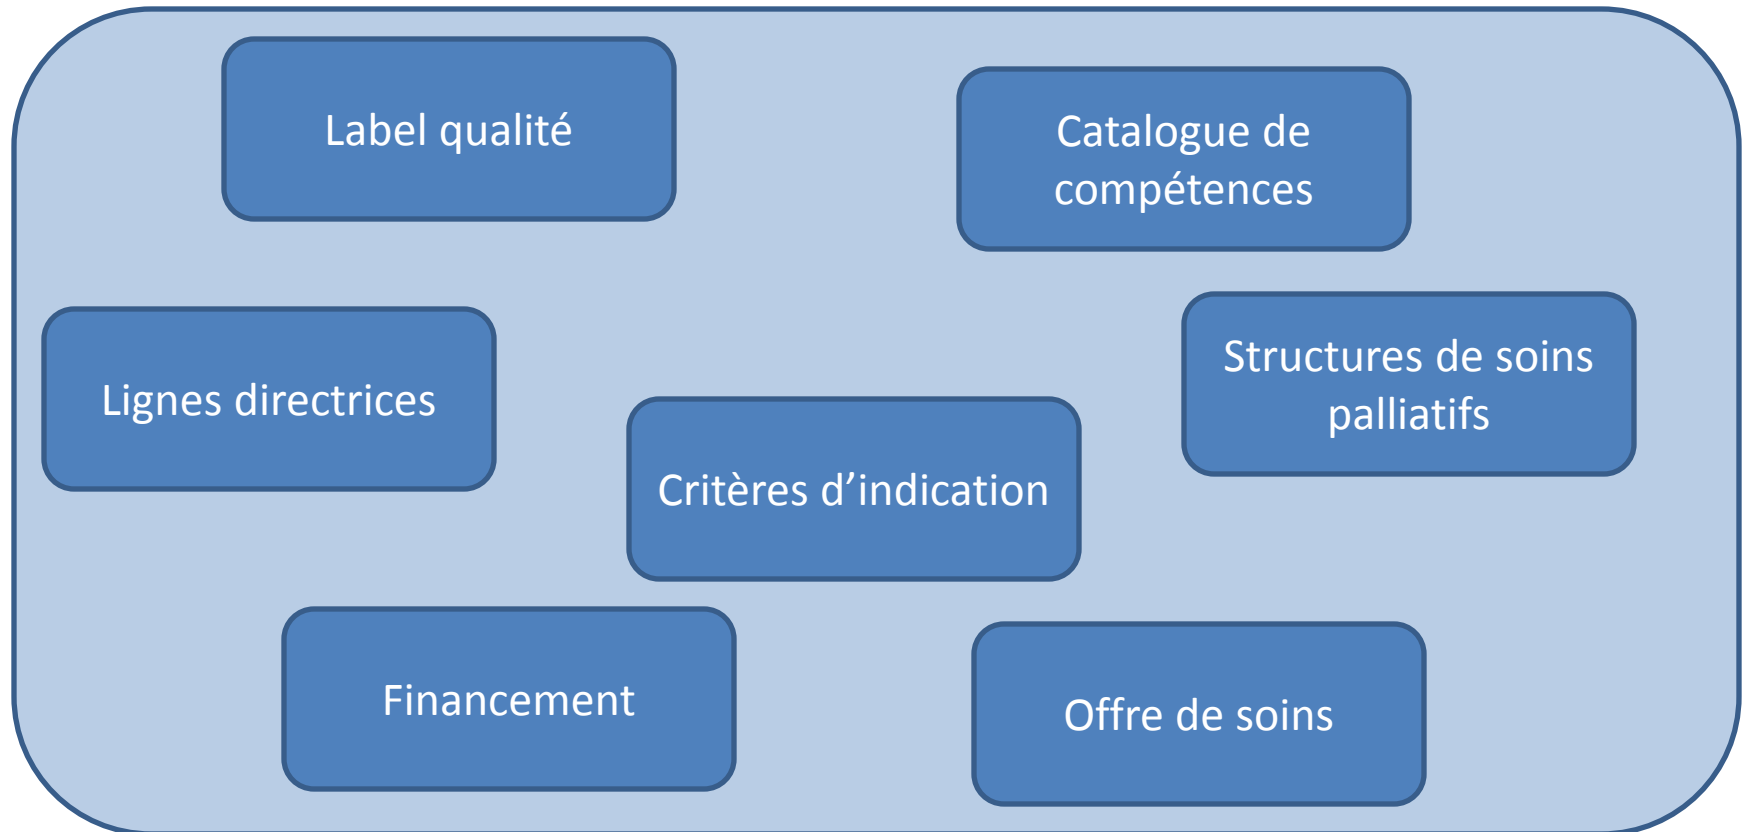 Label qualité
Catalogue de
compétences
Lignes directrices
Structures de soins
palliatifs
Critères d’indication
Financement
Offre de soins